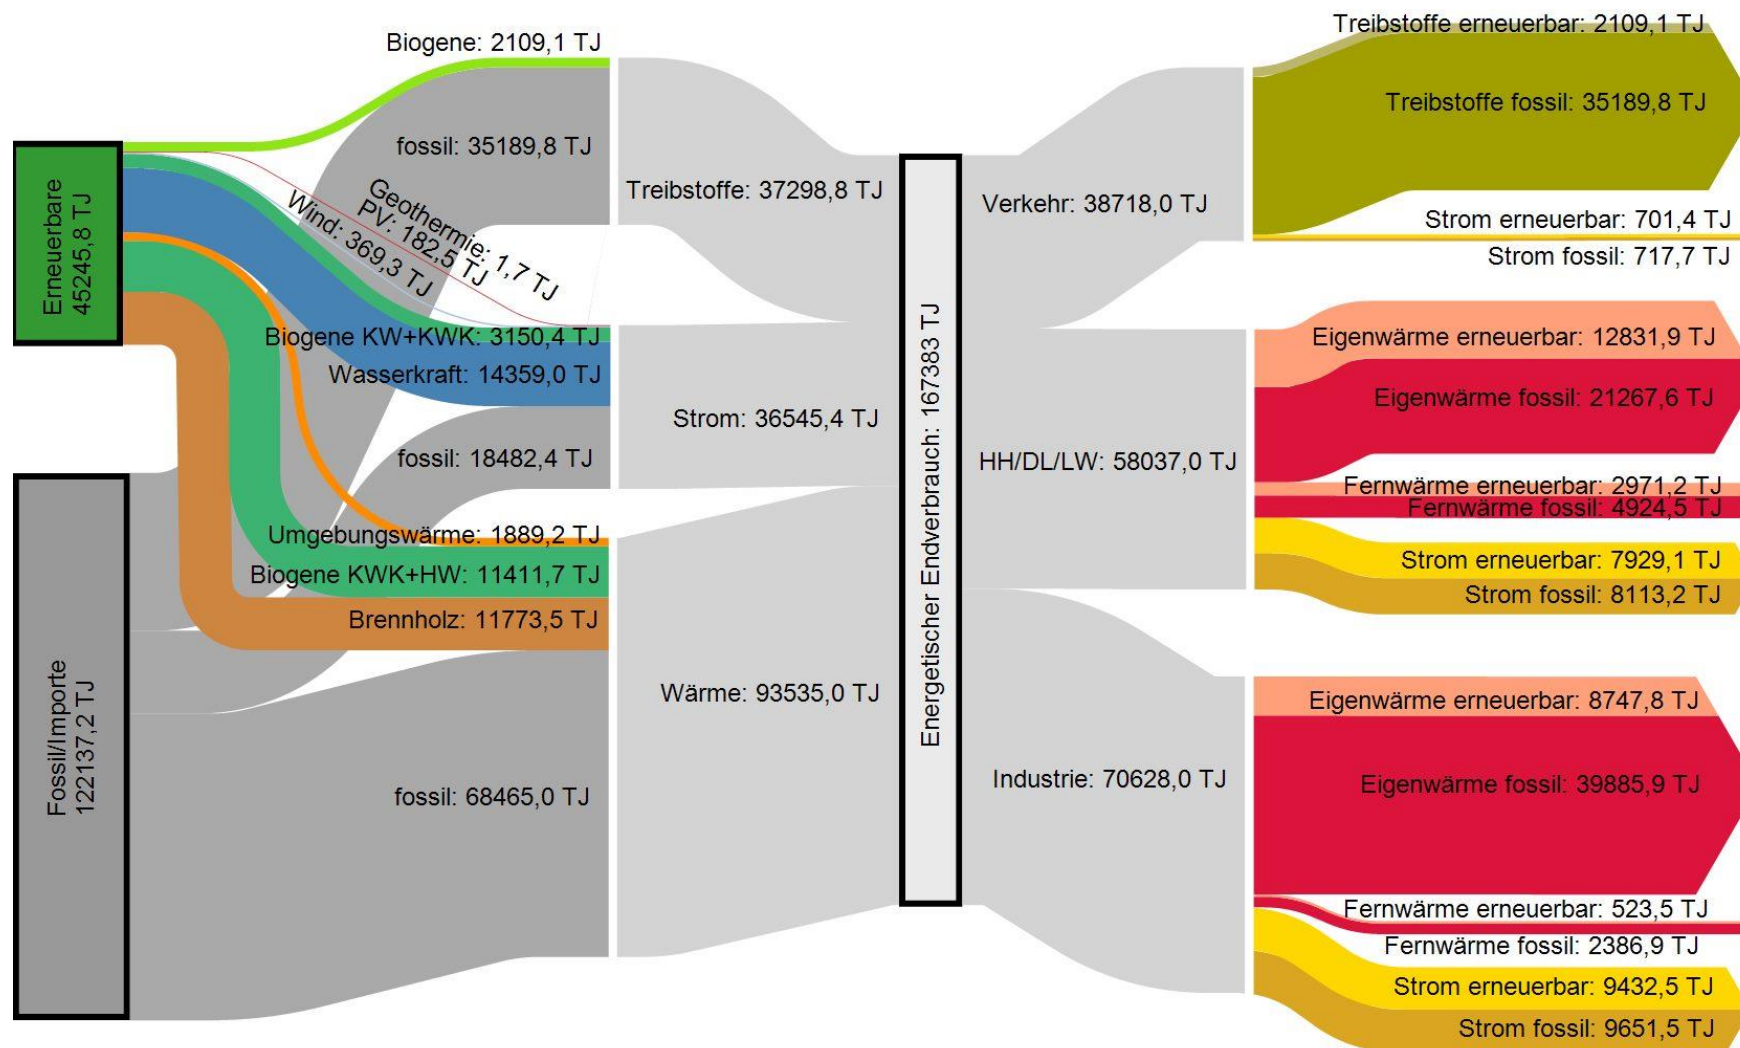 Erneuerbare
45245,8 TJ
Fossil/Importe
122137,2 TJ
Biogene: 2109,1 TJ
fossil: 35189,8 TJ
Geothermie: 1,7 TJ
PV: 182,5 TJ
Wind: 369,3 TJ
Biogene KW+KWK: 3150,4 TJ
Wasserkraft: 14359,0 TJ
fossil: 18482,4 TJ
Umgebungswärme: 1889,2 TJ
Biogene KWK+HW: 11411,7 TJ
Brennholz: 11773,5 TJ
fossil: 68465,0 TJ
Treibstoffe: 37298,8 TJ
Strom: 36545,4 TJ
Wärme: 93535,0 TJ
Energetischer Endverbrauch: 167383 TJ
Verkehr: 38718,0 TJ
HH/DL/LW: 58037,0 TJ
Industrie: 70628,0 TJ
Treibstoffe erneuerbar: 2109,1 TJ
Treibstoffe fossil: 35189,8 TJ
Strom erneuerbar: 701,4 TJ
Strom fossil: 717,7 TJ
Eigenwärme erneuerbar: 12831,9 TJ
Eigenwärme fossil: 21267,6 TJ
Fernwärme erneuerbar: 2971,2 TJ
Fernwärme fossil: 4924,5 TJ
Strom erneuerbar: 7929,1 TJ
Strom fossil: 8113,2 TJ
Eigenwärme erneuerbar: 8747,8 TJ
Eigenwärme fossil: 39885,9 TJ
Fernwärme erneuerbar: 523,5 TJ
Fernwärme fossil: 2386,9 TJ
Strom erneuerbar: 9432,5 TJ
Strom fossil: 9651,5 TJ